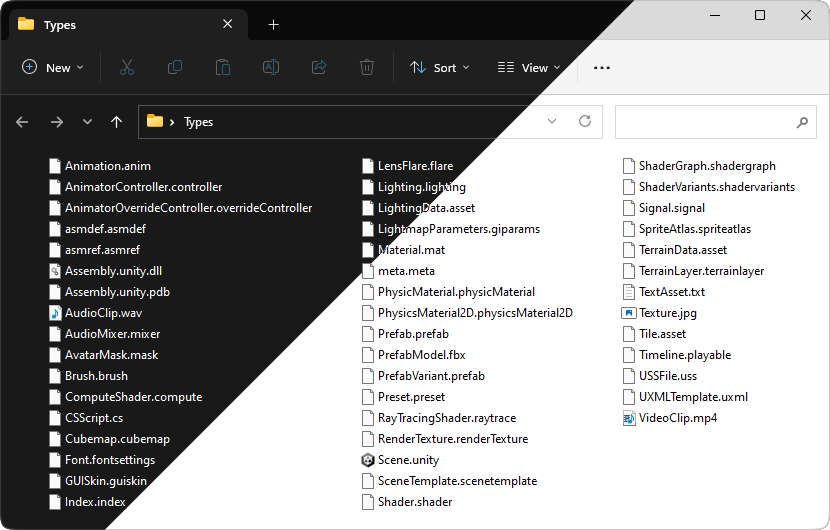 Types
New
Sort
View
Types
Animation.anim
AnimatorController.controller
AnimatorOverrideController.overrideController
asmdef.asmdef
asmref.asmref
Assembly.unity.dll
Assembly.unity.pdb
AudioClip.wav
AudioMixer.mixer
AvatarMask.mask
Brush.brush
ComputeShader.compute
CSScript.cs
Cubemap.cubemap
Font.fontsettings
GUISkin.guiskin
Index.index
LensFlare.flare
Lighting.lighting
LightingData.asset
LightmapParameters.giparams
Material.mat
meta.meta
PhysicMaterial.physicMaterial
PhysicsMaterial2D.physicsMaterial2D
Prefab.prefab
PrefabModel.fbx
PrefabVariant.prefab
Preset.preset
RayTracingShader.raytrace
RenderTexture.renderTexture
Scene.unity
SceneTemplate.scenetemplate
Shader.shader
ShaderGraph.shadergraph
ShaderVariants.shadervariants
Signal.signal
SpriteAtlas.spriteatlas
TerrainData.asset
TerrainLayer.terrainlayer
TextAsset.txt
Texture.jpg
Tile.asset
Timeline.playable
USSFile.uss
UXMLTemplate.uxml
VideoClip.mp4